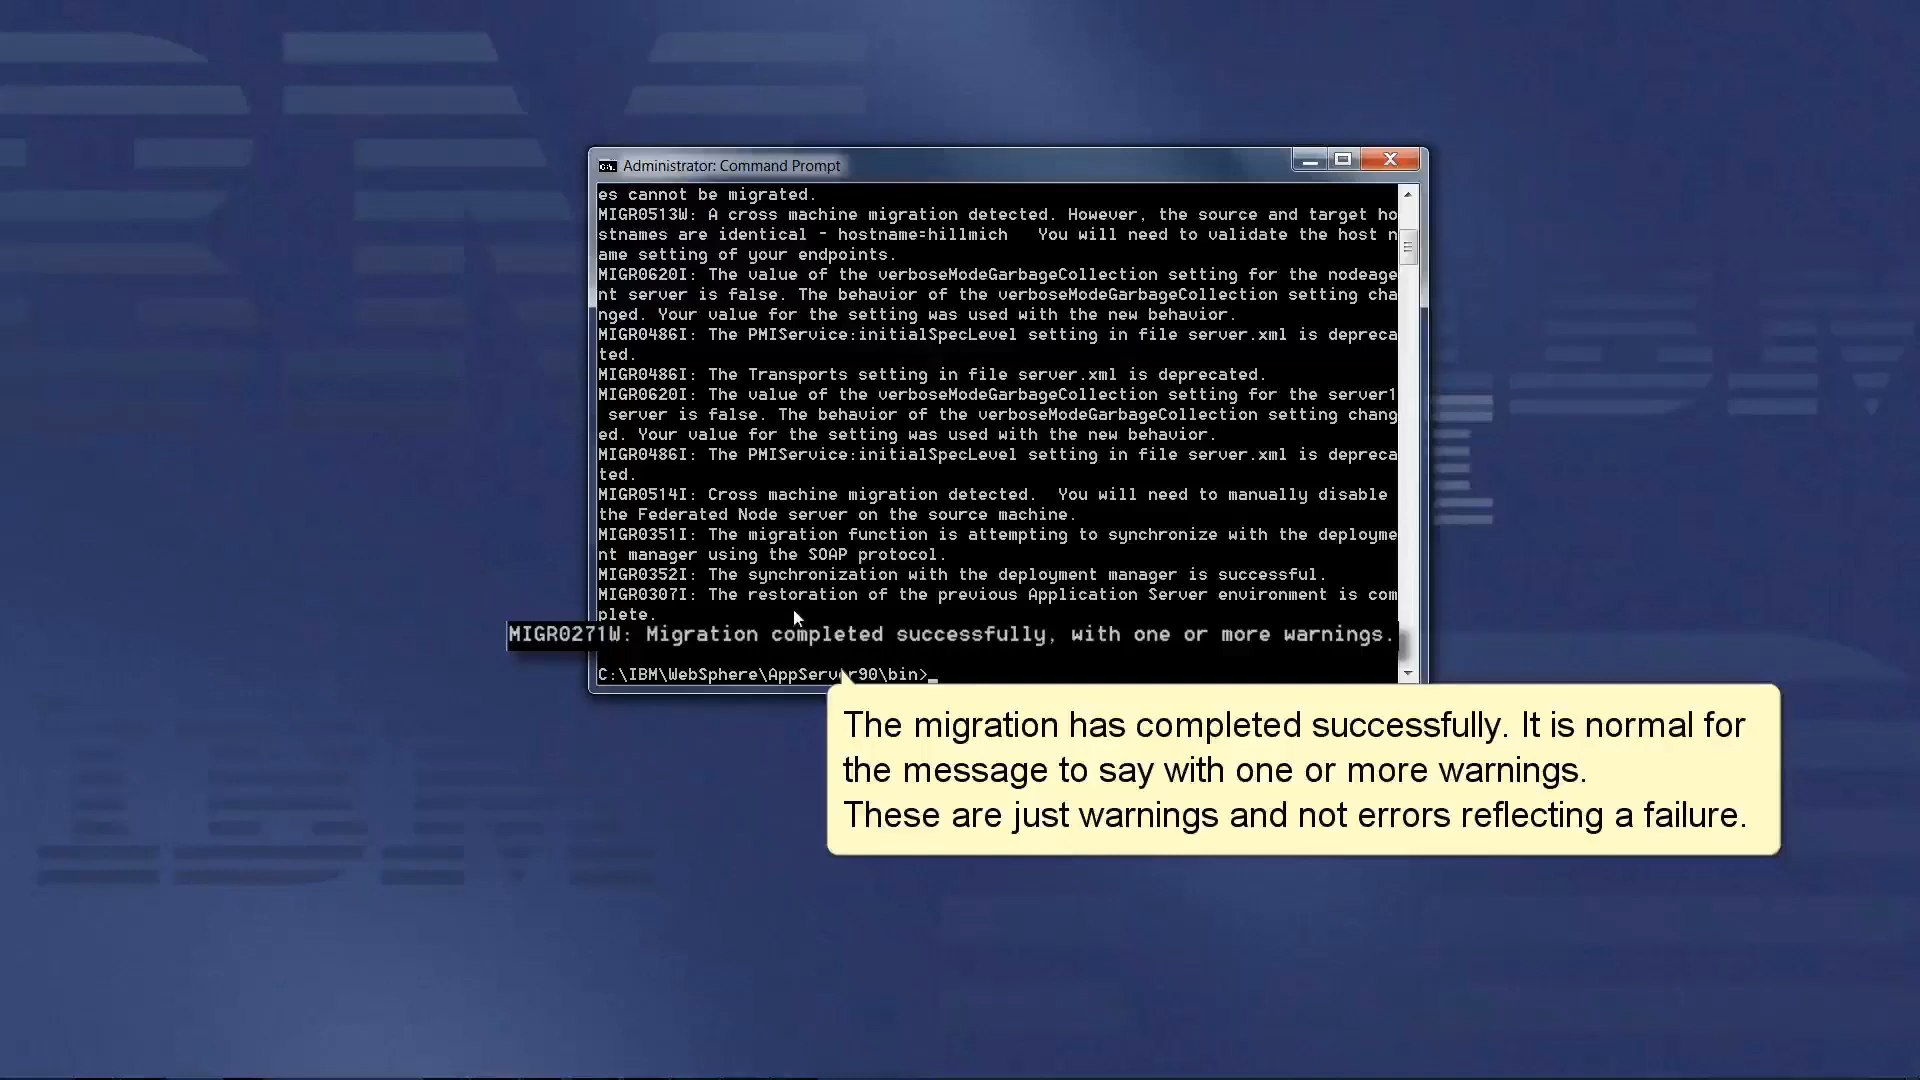 Administrator: Command Prompt
es cannot be migrated.
MIGR0513W: A cross machine migration detected. However, the source and target ho
stnames are identical - hostname=hillmich   You will need to validate the host n
ame setting of your endpoints.
MIGR0620I: The value of the verboseModeGarbageCollection setting for the nodeage
nt server is false. The behavior of the verboseModeGarbageCollection setting cha
nged. Your value for the setting was used with the new behavior.
MIGR0486I: The PMIService:initialSpecLevel setting in file server.xml is depreca
ted.
MIGR0486I: The Transports setting in file server.xml is deprecated.
MIGR0620I: The value of the verboseModeGarbageCollection setting for the server1
 server is false. The behavior of the verboseModeGarbageCollection setting chang
ed. Your value for the setting was used with the new behavior.
MIGR0486I: The PMIService:initialSpecLevel setting in file server.xml is depreca
ted.
MIGR0514I: Cross machine migration detected.  You will need to manually disable
the Federated Node server on the source machine.
MIGR0351I: The migration function is attempting to synchronize with the deployme
nt manager using the SOAP protocol.
MIGR0352I: The synchronization with the deployment manager is successful.
MIGR0307I: The restoration of the previous Application Server environment is com
plete.
MIGR0271W: Migration completed successfully, with one or more warnings.
C:\IBM\WebSphere\AppServer90\bin>_
The migration has completed successfully. It is normal for
the message to say with one or more warnings.
These are just warnings and not errors reflecting a failure.